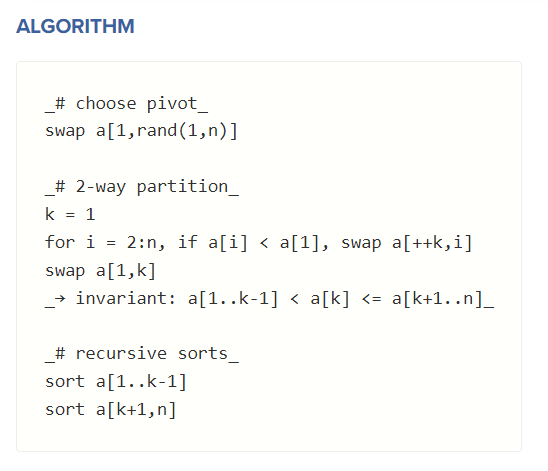 ALGORITHM
_# choose pivot_
swap a[1,rand(1,n)]
_# 2-way partition_
k = 1
for i = 2:n, if a[i] < a[1], swap a[++k,i]
swap a[1,k]
_→ invariant: a[1..k-1] < a[k] <= a[k+1..n]_
_# recursive sorts_
sort a[1..k-1]
sort a[k+1,n]